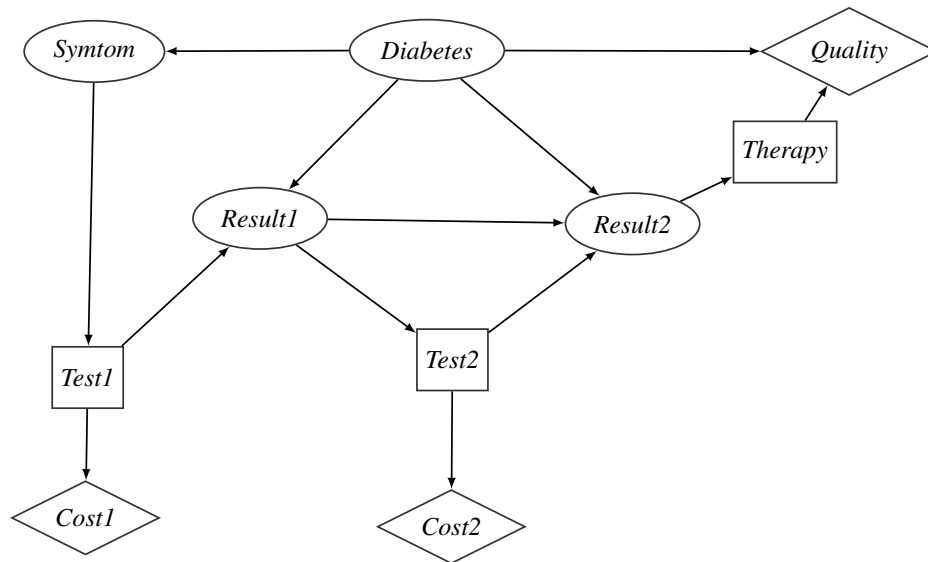 Symtom
Diabetes
Quality
Therapy
Result1
Result2
Test1
Test2
Cost1
Cost2